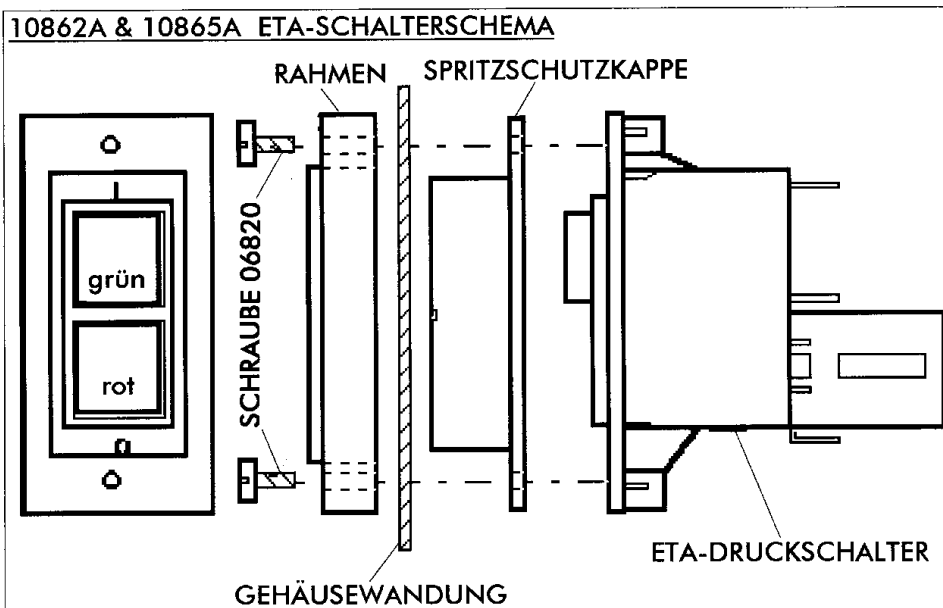 10862A & 10865A ETA-SCHALTERSCHEMA
RAHMEN
SPRITZSCHUTZKAPPE
grün
rot
SCHRAUBE 06820
ETA-DRUCKSCHALTER
GEHÄUSEWANDUNG